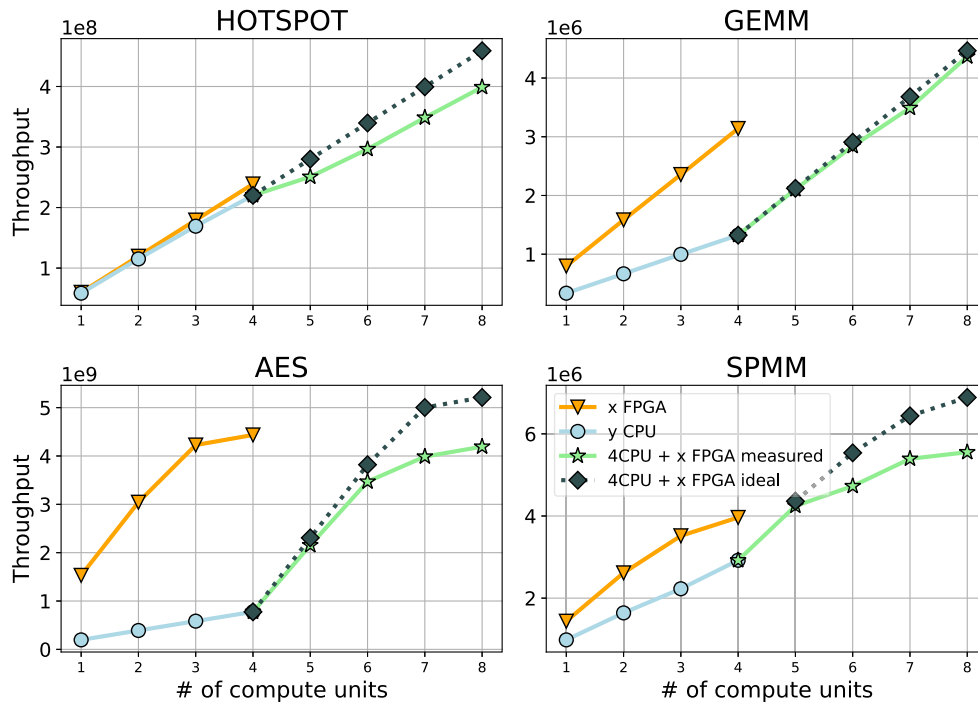 HOTSPOT
1e8
Throughput
4
3
2
1
1 2 3 4 5 6 7 8
GEMM
1e6
4
3
2
1
1 2 3 4 5 6 7 8
AES
1e9
Throughput
5
4
3
2
1
0
1 2 3 4 5 6 7 8
# of compute units
SPMM
1e6
6
4
2
x FPGA
y CPU
4CPU + x FPGA measured
4CPU + x FPGA ideal
1 2 3 4 5 6 7 8
# of compute units